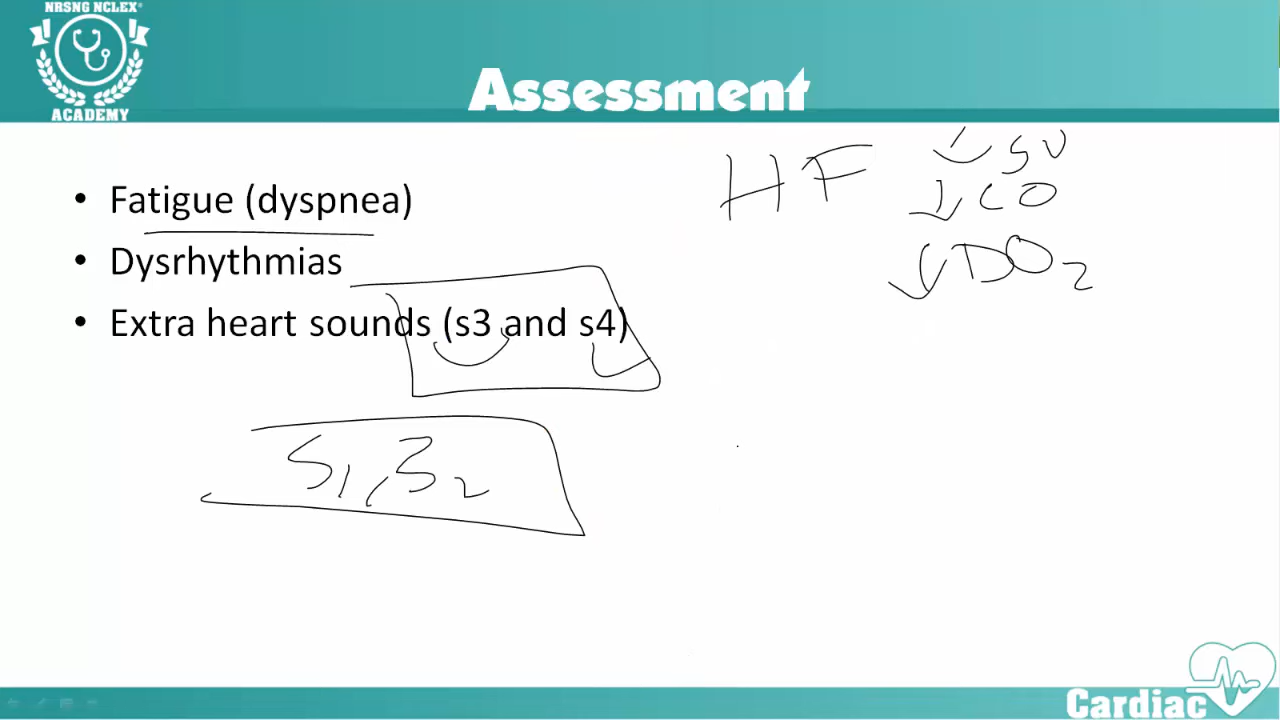 NRSNG NCLEX®
ACADEMY
Assessment
• Fatigue (dyspnea)
• Dysrhythmias
• Extra heart sounds (s3 and s4)
HF
↓ SV
↓ CO
↓ DO2
S1, S2
Cardiac